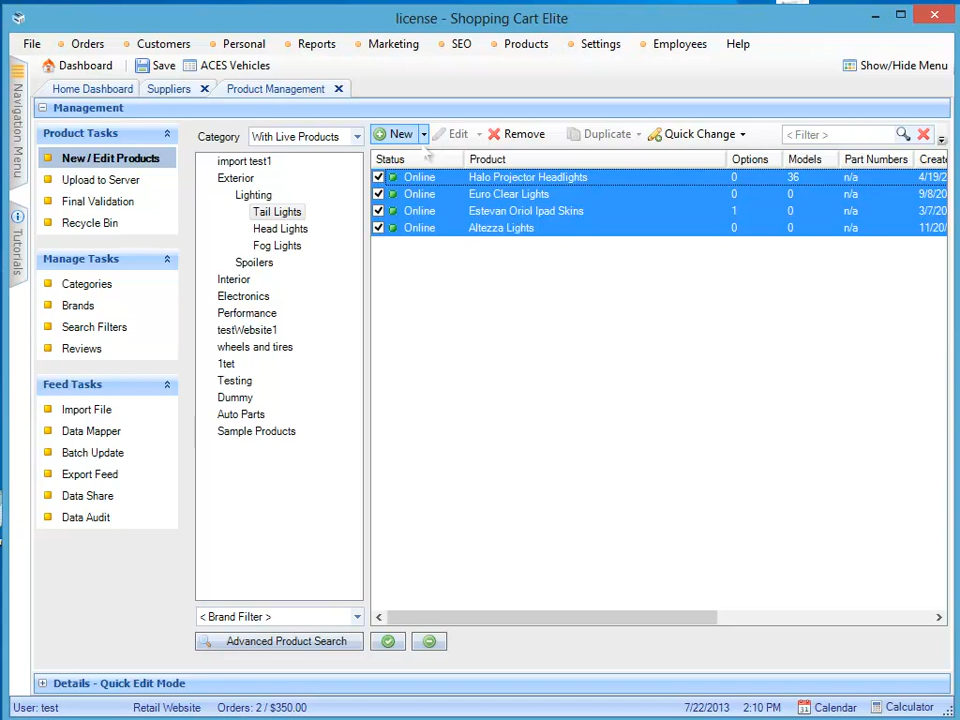 license - Shopping Cart Elite
File Orders Customers Personal Reports Marketing SEO Products Settings Employees Help
Dashboard Save ACES Vehicles Show/Hide Menu
Navigation Menu
Tutorials
Home Dashboard Suppliers Product Management
Management
Product Tasks
New / Edit Products
Upload to Server
Final Validation
Recycle Bin
Manage Tasks
Categories
Brands
Search Filters
Reviews
Feed Tasks
Import File
Data Mapper
Batch Update
Export Feed
Data Share
Data Audit
Category With Live Products
import test1
Exterior
Lighting
Tail Lights
Head Lights
Fog Lights
Spoilers
Interior
Electronics
Performance
testWebsite1
wheels and tires
1tet
Testing
Dummy
Auto Parts
Sample Products
< Brand Filter >
Advanced Product Search
New Edit Remove Duplicate Quick Change < Filter >
Status Product Options Models Part Numbers Create
Online Halo Projector Headlights 0 36 n/a 4/19/2
Online Euro Clear Lights 0 0 n/a 9/8/20
Online Estevan Oriol Ipad Skins 1 0 n/a 3/7/20
Online Altezza Lights 0 0 n/a 11/20/
Details - Quick Edit Mode
User: test Retail Website Orders: 2 / $350.00 7/22/2013 2:10 PM Calendar Calculator